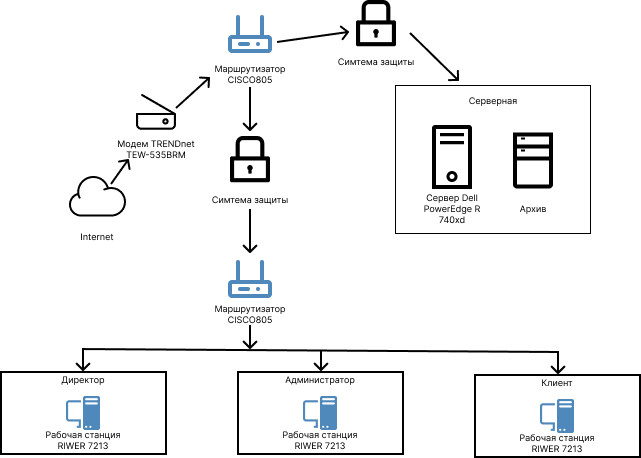 Маршрутизатор
CISCO805
Симтема защиты
Серверная
Сервер Dell
PowerEdge R
740xd
Архив
Модем TRENDnet
TEW-535BRM
Internet
Симтема защиты
Маршрутизатор
CISCO805
Директор
Рабочая станция
RIWER 7213
Администратор
Рабочая станция
RIWER 7213
Клиент
Рабочая станция
RIWER 7213